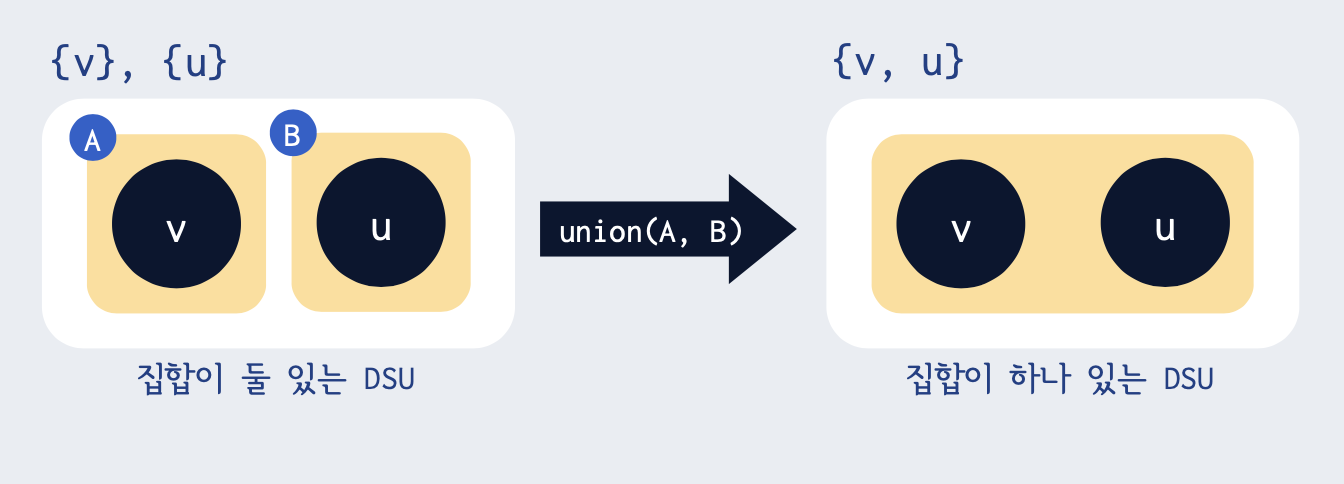 {v}, {u}
A
B
v
u
집합이 둘 있는 DSU
union(A, B)
{v, u}
v
u
집합이 하나 있는 DSU